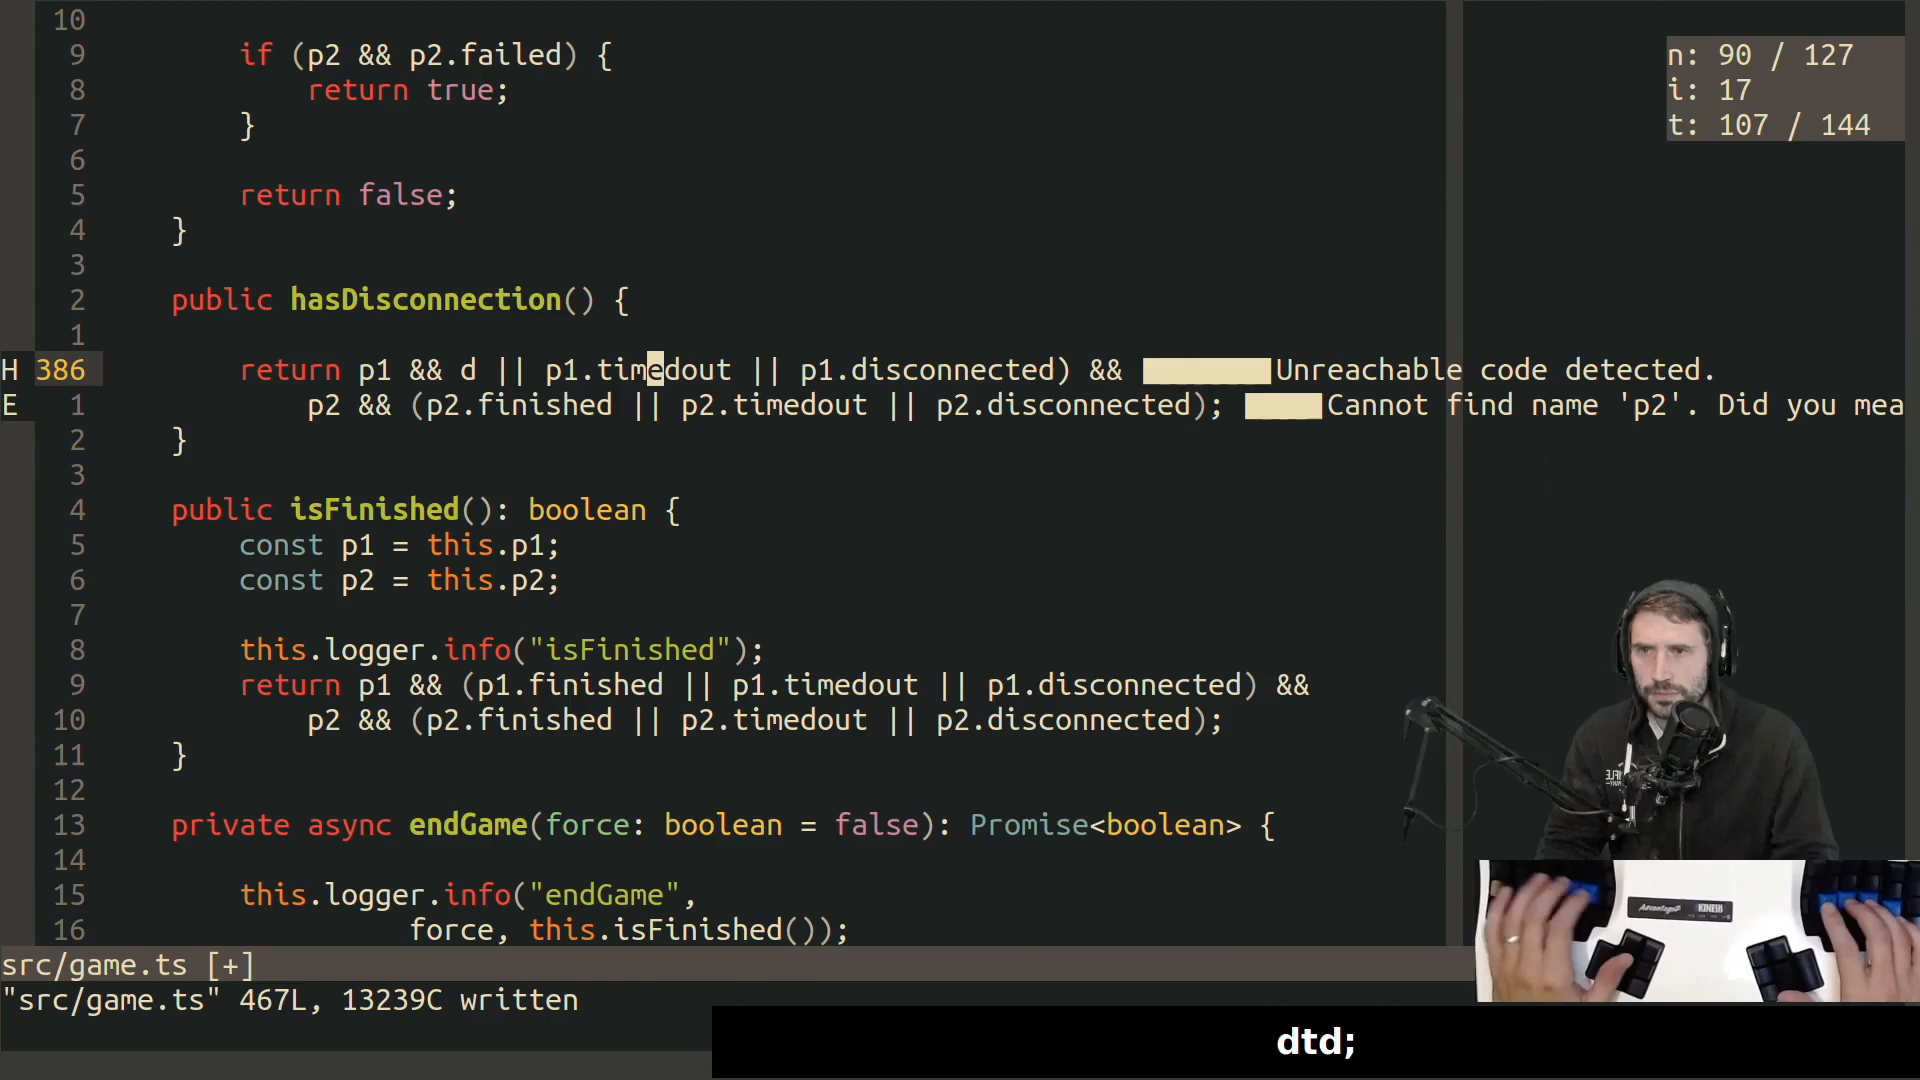 10
9 if (p2 && p2.failed) {
8 return true;
7 }
6
5 return false;
4 }
3
2 public hasDisconnection() {
1
H 386 return p1 && d || p1.timedout || p1.disconnected) && Unreachable code detected.
E 1 p2 && (p2.finished || p2.timedout || p2.disconnected); Cannot find name 'p2'. Did you mea
2 }
3
4 public isFinished(): boolean {
5 const p1 = this.p1;
6 const p2 = this.p2;
7
8 this.logger.info("isFinished");
9 return p1 && (p1.finished || p1.timedout || p1.disconnected) &&
10 p2 && (p2.finished || p2.timedout || p2.disconnected);
11 }
12
13 private async endGame(force: boolean = false): Promise<boolean> {
14
15 this.logger.info("endGame",
16 force, this.isFinished());
src/game.ts [+]
"src/game.ts" 467L, 13239C written
n: 90 / 127
i: 17
t: 107 / 144
Advantage2 KINESIS
dtd;